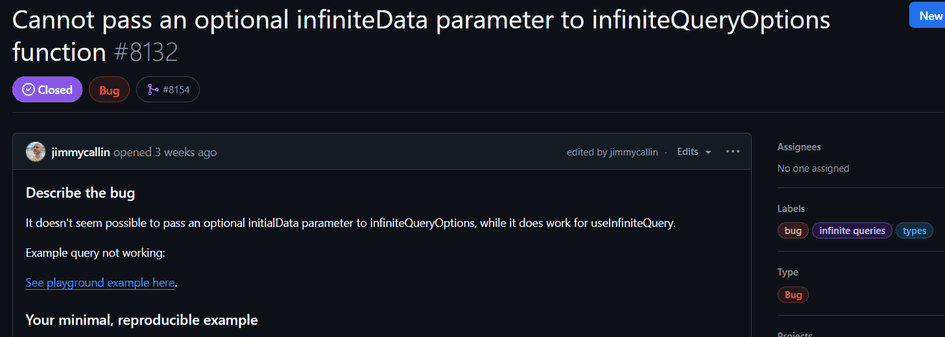 Cannot pass an optional infiniteData parameter to infiniteQueryOptions
function #8132
New
Closed
Bug
#8154
jimmycallin opened 3 weeks ago
edited by jimmycallin · Edits
Describe the bug
It doesn't seem possible to pass an optional initialData parameter to infiniteQueryOptions, while it does work for useInfiniteQuery.
Example query not working:
See playground example here.
Your minimal, reproducible example
Assignees
No one assigned
Labels
bug infinite queries types
Type
Bug
Projects